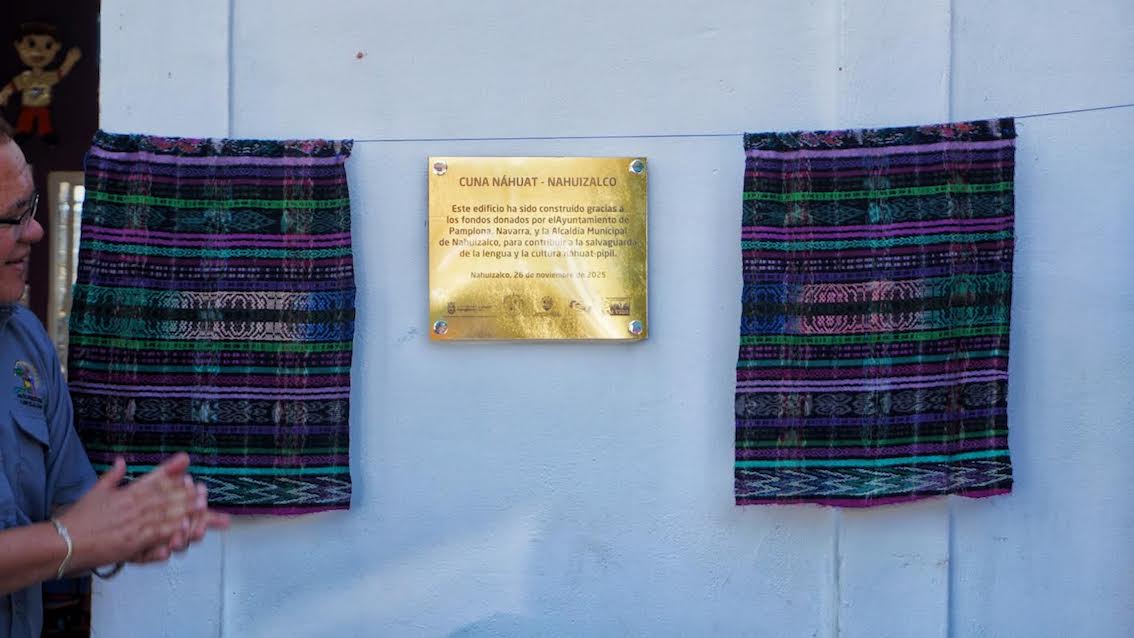 CUNA NÁHUAT - NAHUIZALCO
Este edificio ha sido construido gracias a
los fondos donados por elAyuntamiento de
Pamplona, Navarra, y la Alcaldía Municipal
de Nahuizalco, para contribuir a la salvaguarda
de la lengua y la cultura náhuat-pipil.
Nahuizalco, 26 de noviembre de 2025